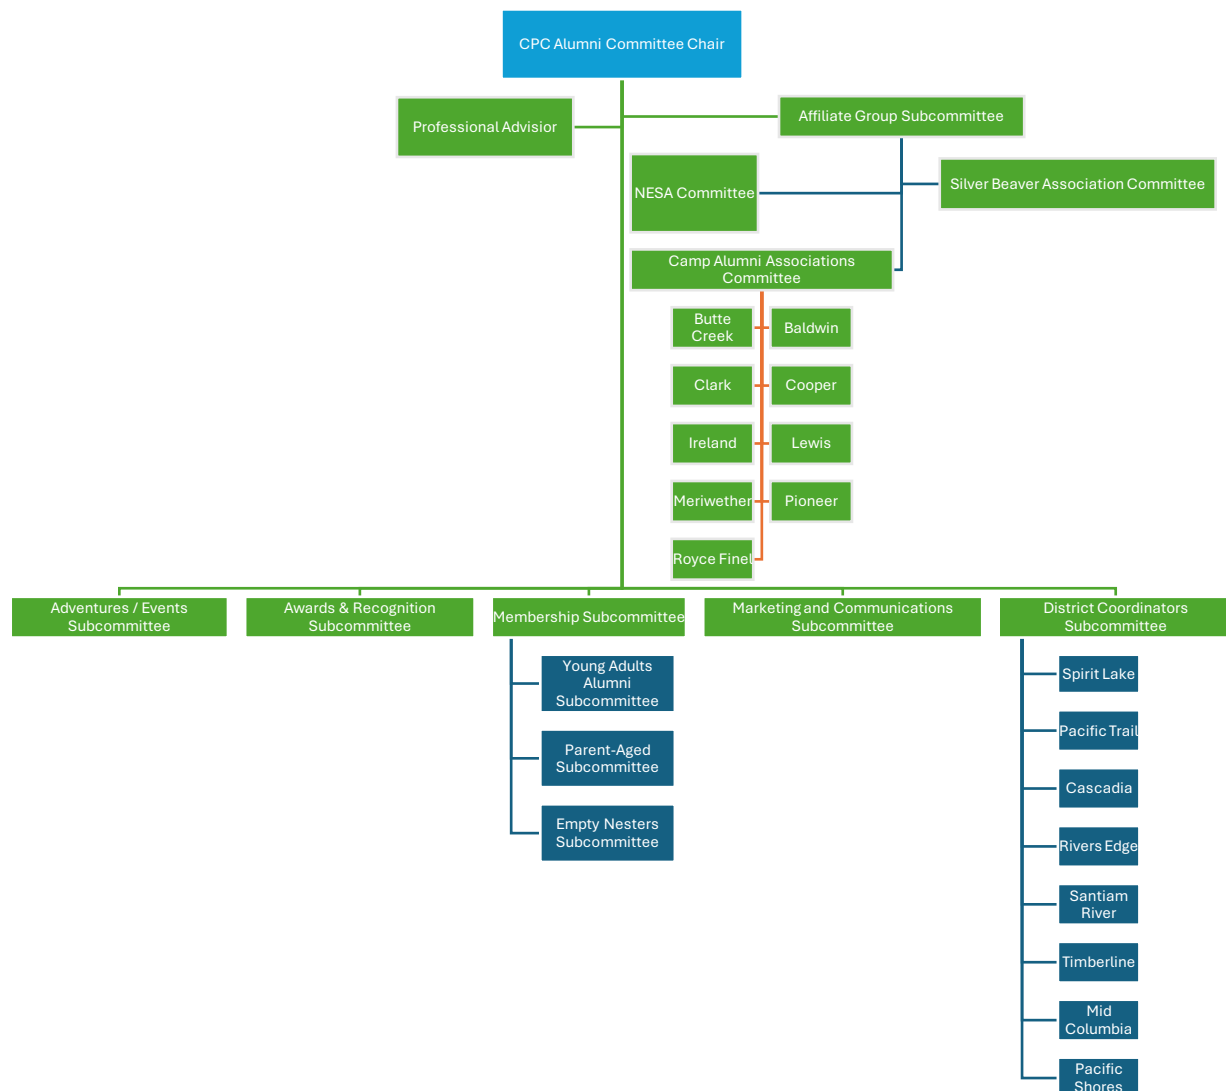 CPC Alumni Committee Chair
Professional Advisior
Affiliate Group Subcommittee
NESA Committee
Silver Beaver Association Committee
Camp Alumni Associations
Committee
Butte
Creek
Baldwin
Clark
Cooper
Ireland
Lewis
Meriwether
Pioneer
Royce Finel
Adventures / Events
Subcommittee
Awards & Recognition
Subcommittee
Membership Subcommittee
Marketing and Communications
Subcommittee
District Coordinators
Subcommittee
Young Adults
Alumni
Subcommittee
Parent-Aged
Subcommittee
Empty Nesters
Subcommittee
Spirit Lake
Pacific Trail
Cascadia
Rivers Edge
Santiam
River
Timberline
Mid
Columbia
Pacific
Shores